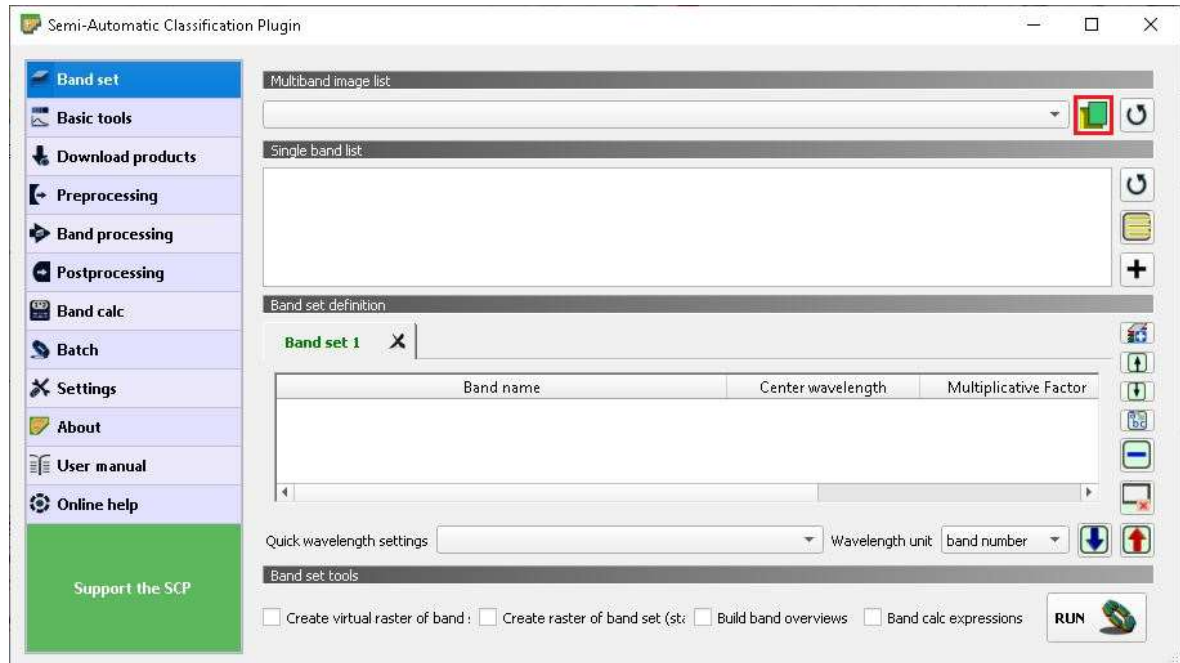 Semi-Automatic Classification Plugin
Band set
Basic tools
Download products
Preprocessing
Band processing
Postprocessing
Band calc
Batch
Settings
About
User manual
Online help
Support the SCP
Multiband image list
Single band list
Band set definition
Band set 1
Band name Center wavelength Multiplicative Factor
Quick wavelength settings Wavelength unit band number
Band set tools
Create virtual raster of band Create raster of band set (sta Build band overviews Band calc expressions RUN